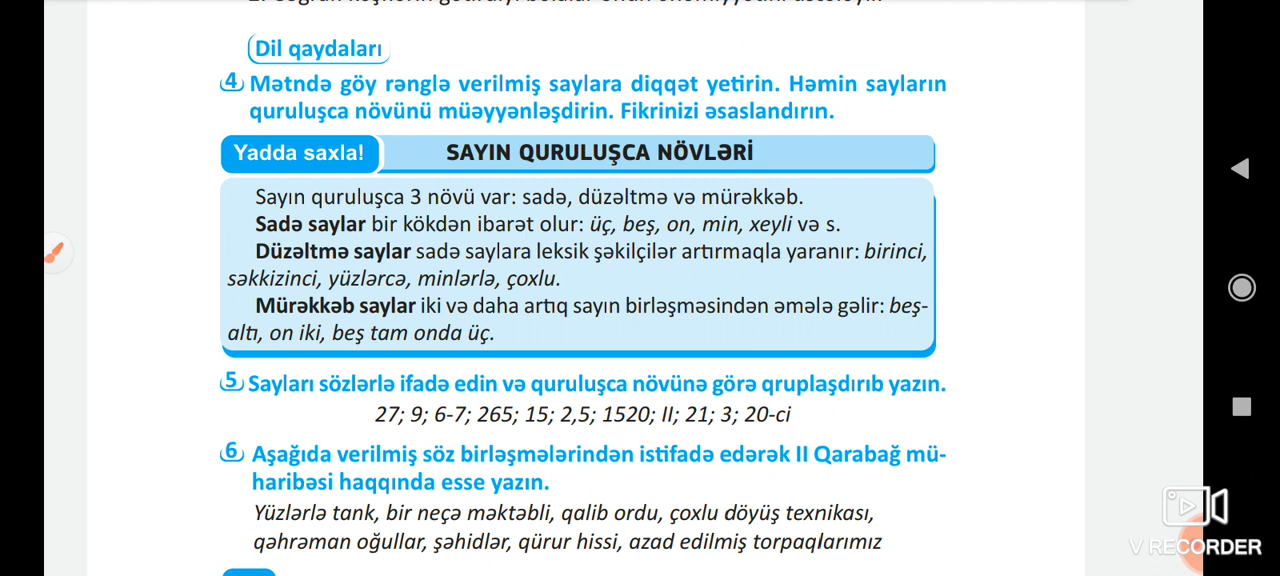 Dil qaydaları
4 Mətndə göy rənglə verilmiş saylara diqqət yetirin. Həmin sayların
quruluşca növünü müəyyənləşdirin. Fikrinizi əsaslandırın.
Yadda saxla! SAYIN QURULUŞCA NÖVLƏRİ
Sayın quruluşca 3 növü var: sadə, düzəltmə və mürəkkəb.
Sadə saylar bir kökdən ibarət olur: üç, beş, on, min, xeyli və s.
Düzəltmə saylar sadə saylara leksik şəkilçilər artırmaqla yaranır: birinci,
səkkizinci, yüzlərcə, minlərlə, çoxlu.
Mürəkkəb saylar iki və daha artıq sayın birləşməsindən əmələ gəlir: beş-
altı, on iki, beş tam onda üç.
5 Sayları sözlərlə ifadə edin və quruluşca növünə görə qruplaşdırıb yazın.
27; 9; 6-7; 265; 15; 2,5; 1520; II; 21; 3; 20-ci
6 Aşağıda verilmiş söz birləşmələrindən istifadə edərək II Qarabağ mü-
haribəsi haqqında esse yazın.
Yüzlərlə tank, bir neçə məktəbli, qalib ordu, çoxlu döyüş texnikası,
qəhrəman oğullar, şəhidlər, qürur hissi, azad edilmiş torpaqlarımız
V RECORDER